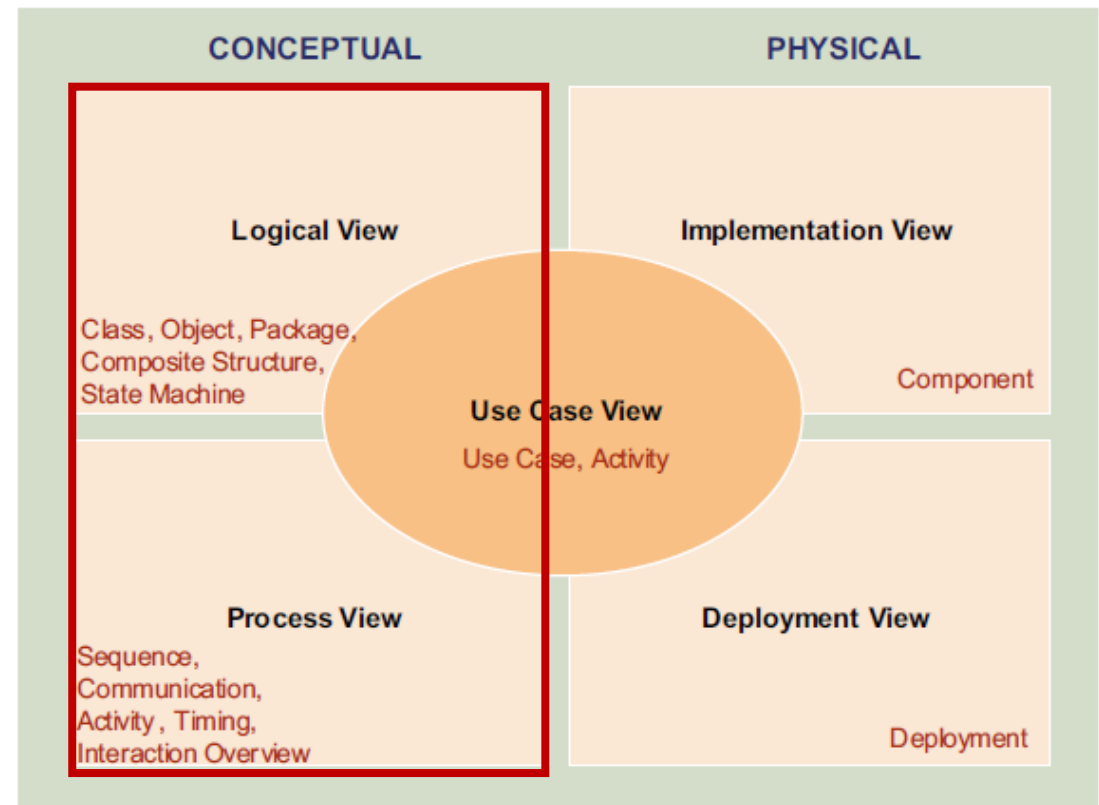 CONCEPTUAL
PHYSICAL
Logical View
Class, Object, Package,
Composite Structure,
State Machine
Implementation View
Component
Use Case View
Use Case, Activity
Process View
Sequence,
Communication,
Activity, Timing,
Interaction Overview
Deployment View
Deployment